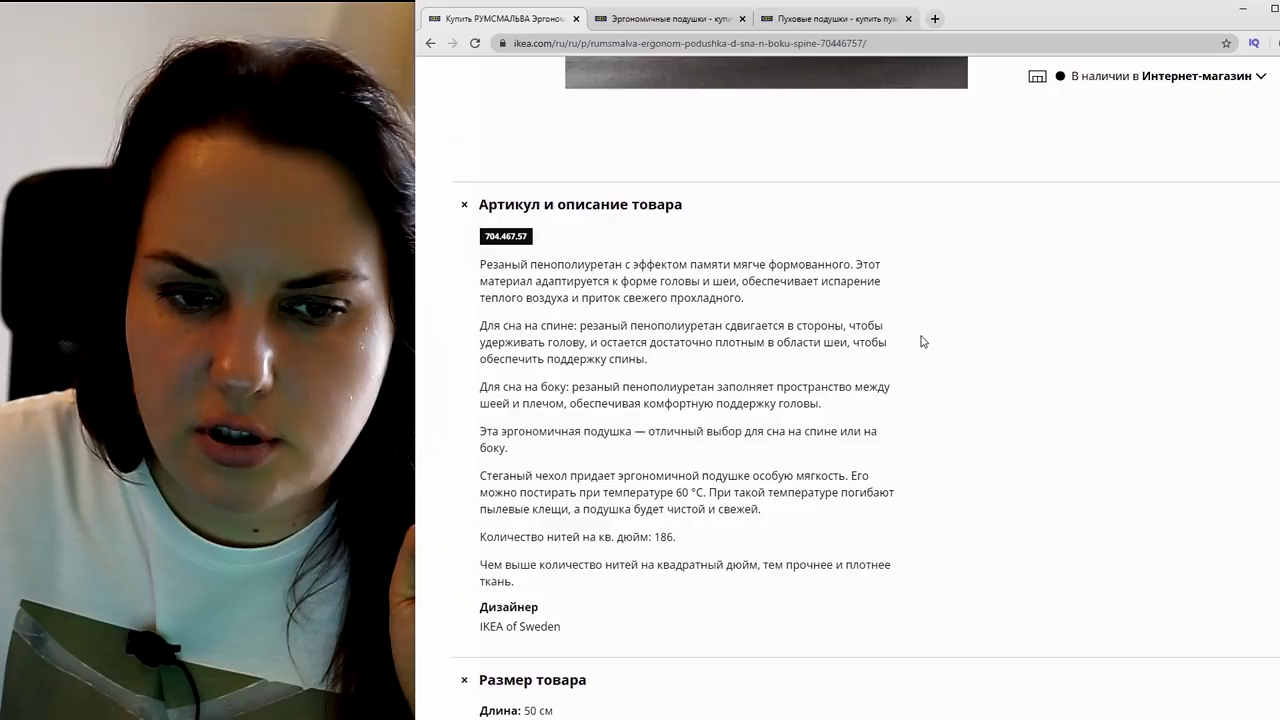 Купить РУМСМАЛЬВА Эргоном
Эргономичные подушки - купи
Пуховые подушки - купить пух
ikea.com/ru/ru/p/rumsmalva-ergonom-podushka-d-sna-n-boku-spine-70446757/
IQ
В наличии в Интернет-магазин
Артикул и описание товара
704.467.57
Резаный пенополиуретан с эффектом памяти мягче формованного. Этот
материал адаптируется к форме головы и шеи, обеспечивает испарение
теплого воздуха и приток свежего прохладного.
Для сна на спине: резаный пенополиуретан сдвигается в стороны, чтобы
удерживать голову, и остается достаточно плотным в области шеи, чтобы
обеспечить поддержку спины.
Для сна на боку: резаный пенополиуретан заполняет пространство между
шеей и плечом, обеспечивая комфортную поддержку головы.
Эта эргономичная подушка — отличный выбор для сна на спине или на
боку.
Стеганый чехол придает эргономичной подушке особую мягкость. Его
можно постирать при температуре 60 °C. При такой температуре погибают
пылевые клещи, а подушка будет чистой и свежей.
Количество нитей на кв. дюйм: 186.
Чем выше количество нитей на квадратный дюйм, тем прочнее и плотнее
ткань.
Дизайнер
IKEA of Sweden
Размер товара
Длина: 50 см